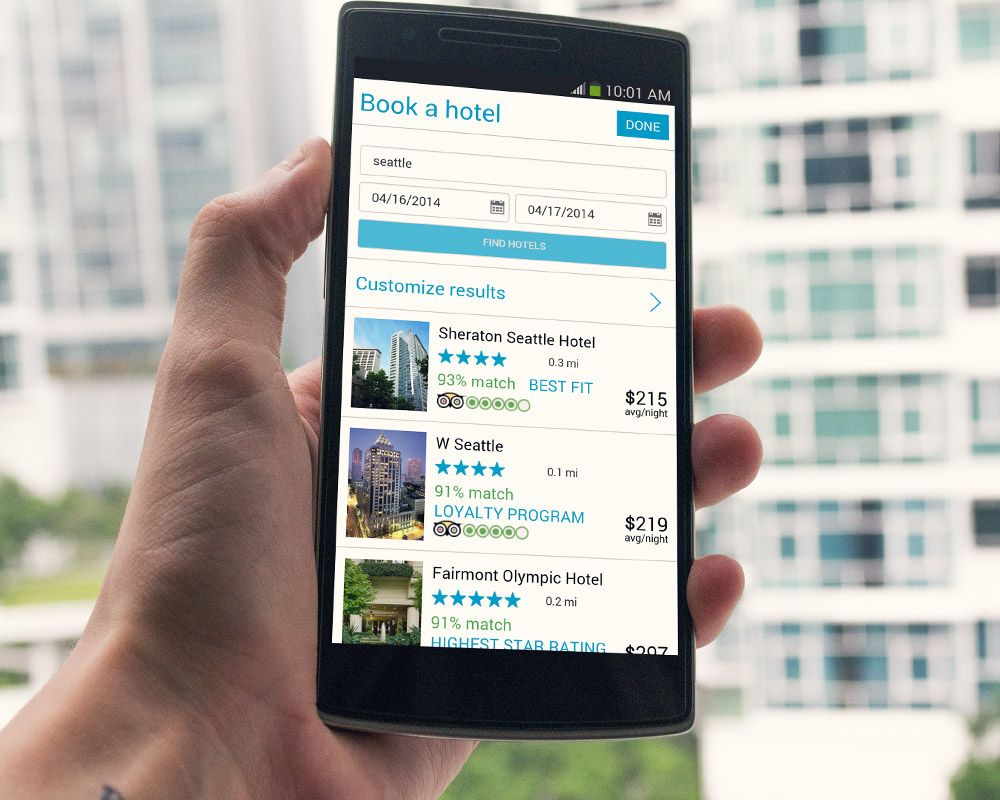 10:01 AM
Book a hotel
DONE
seattle
04/16/2014
04/17/2014
FIND HOTELS
Customize results
Sheraton Seattle Hotel
0.3 mi
93% match BEST FIT
$215
avg/night
W Seattle
0.1 mi
91% match
LOYALTY PROGRAM
$219
avg/night
Fairmont Olympic Hotel
0.2 mi
91% match
HIGHEST STAR RATING
$297